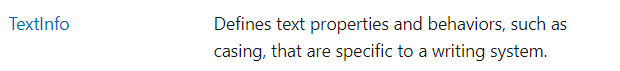 TextInfo Defines text properties and behaviors, such as
casing, that are specific to a writing system.